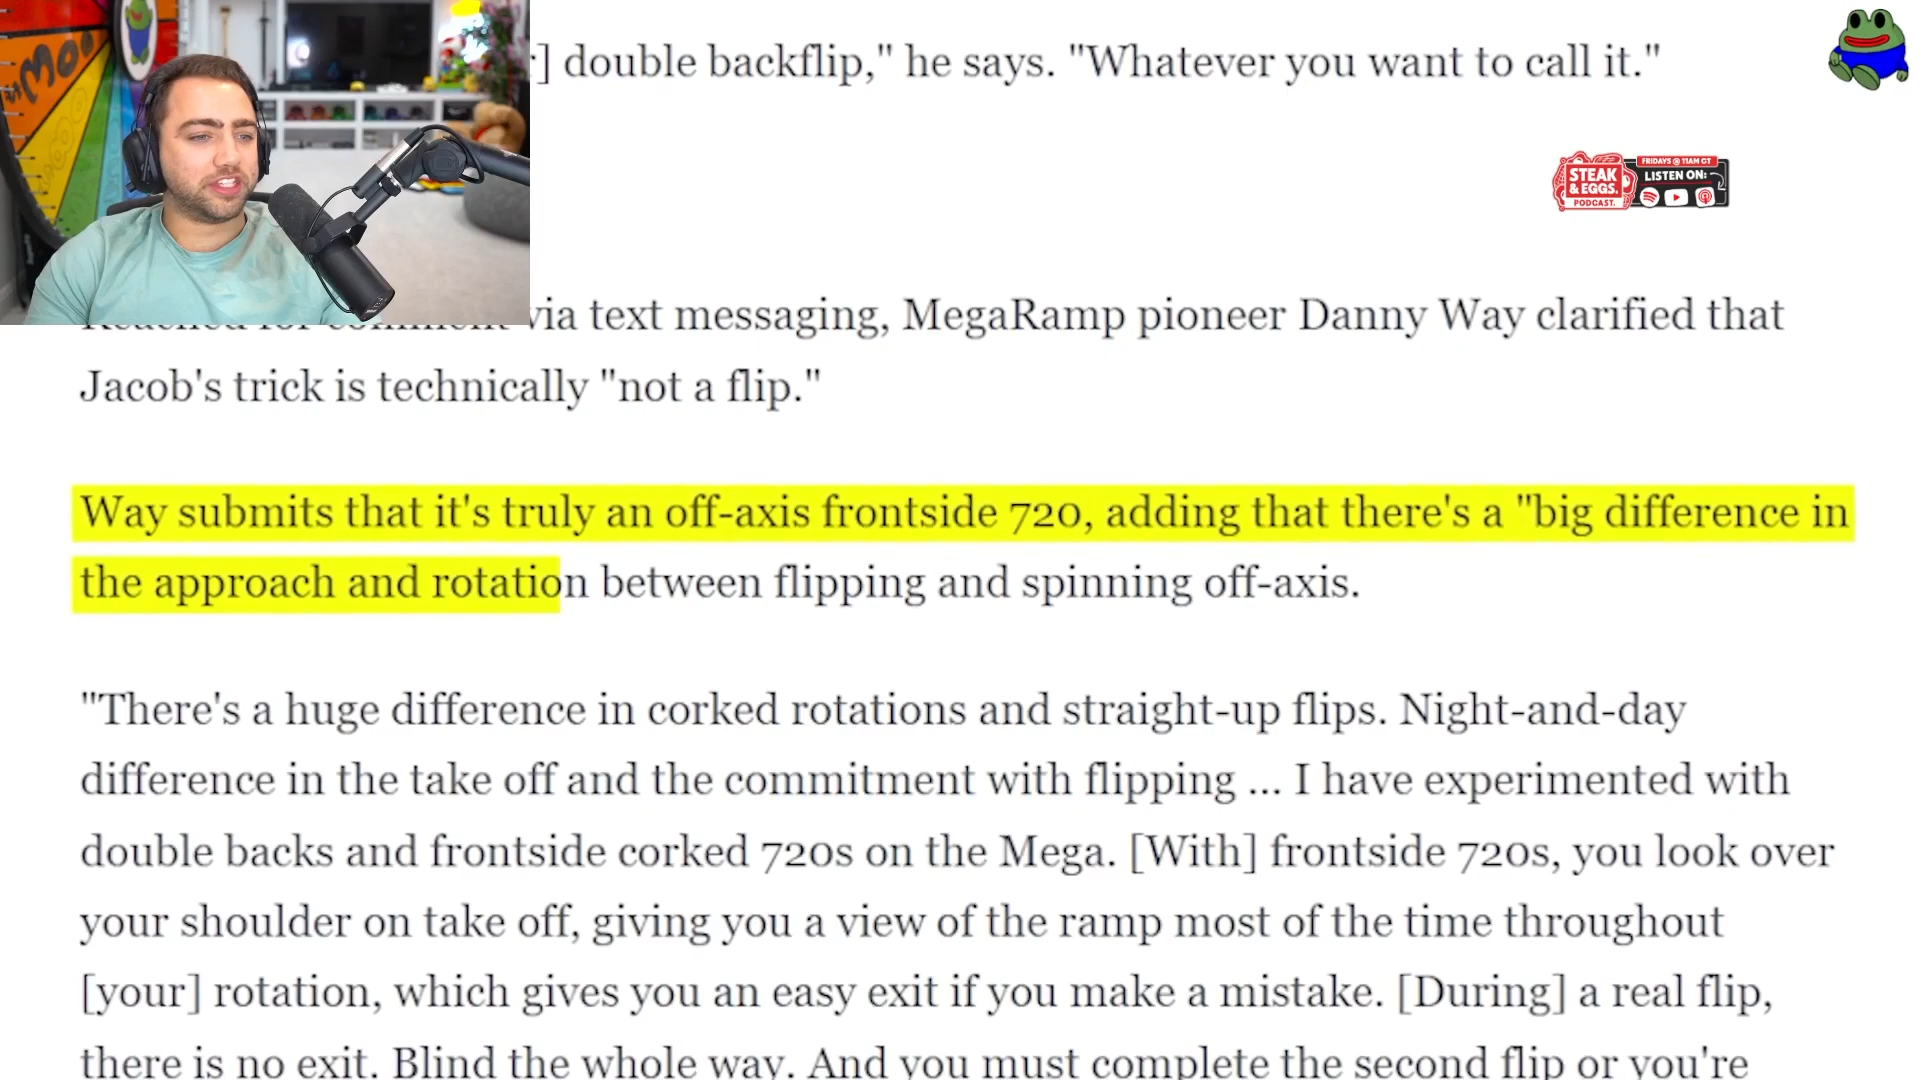 r] double backflip," he says. "Whatever you want to call it."
FRIDAYS @ 11AM CT
STEAK & EGGS.
PODCAST.
LISTEN ON:
via text messaging, MegaRamp pioneer Danny Way clarified that
Jacob's trick is technically "not a flip."
Way submits that it's truly an off-axis frontside 720, adding that there's a "big difference in
the approach and rotation between flipping and spinning off-axis.
"There's a huge difference in corked rotations and straight-up flips. Night-and-day
difference in the take off and the commitment with flipping ... I have experimented with
double backs and frontside corked 720s on the Mega. [With] frontside 720s, you look over
your shoulder on take off, giving you a view of the ramp most of the time throughout
[your] rotation, which gives you an easy exit if you make a mistake. [During] a real flip,
there is no exit. Blind the whole way. And you must complete the second flip or you're